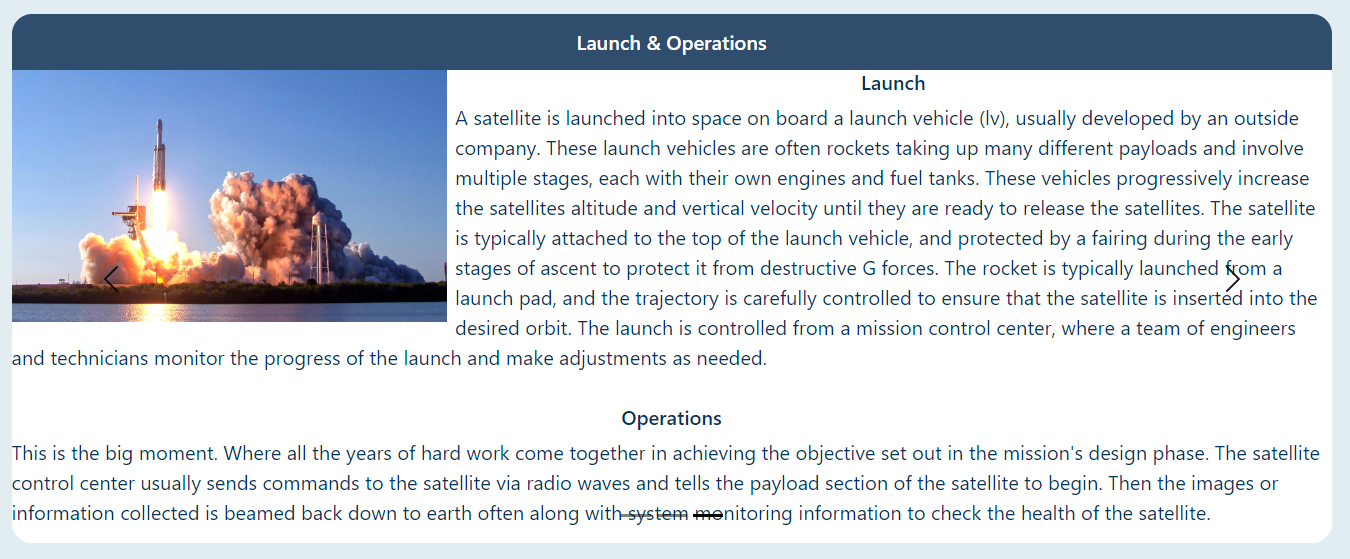 Launch & Operations
Launch
A satellite is launched into space on board a launch vehicle (lv), usually developed by an outside
company. These launch vehicles are often rockets taking up many different payloads and involve
multiple stages, each with their own engines and fuel tanks. These vehicles progressively increase
the satellites altitude and vertical velocity until they are ready to release the satellites. The satellite
is typically attached to the top of the launch vehicle, and protected by a fairing during the early
stages of ascent to protect it from destructive G forces. The rocket is typically launched from a
launch pad, and the trajectory is carefully controlled to ensure that the satellite is inserted into the
desired orbit. The launch is controlled from a mission control center, where a team of engineers
and technicians monitor the progress of the launch and make adjustments as needed.
Operations
This is the big moment. Where all the years of hard work come together in achieving the objective set out in the mission's design phase. The satellite
control center usually sends commands to the satellite via radio waves and tells the payload section of the satellite to begin. Then the images or
information collected is beamed back down to earth often along with system monitoring information to check the health of the satellite.